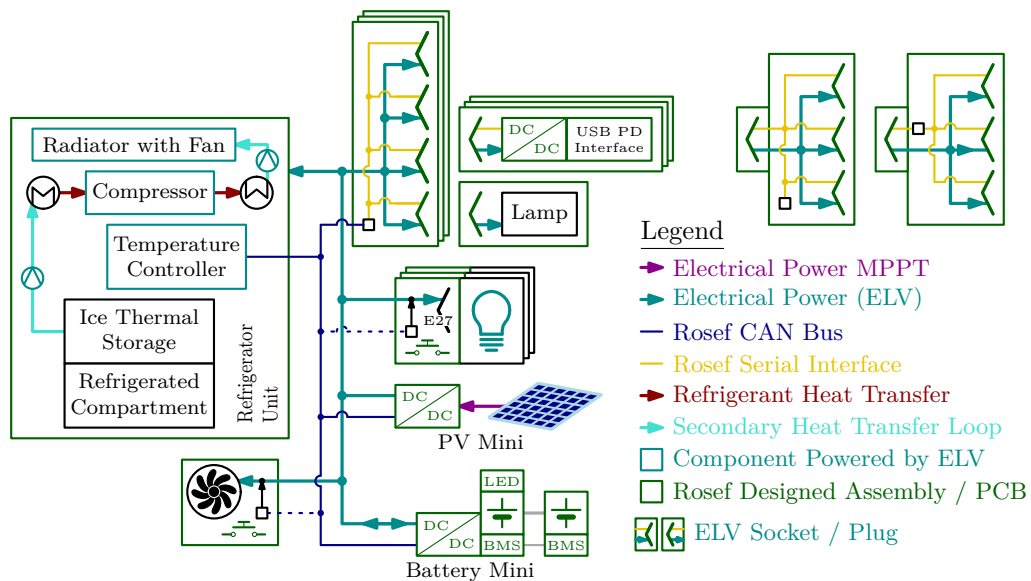 Radiator with Fan
Compressor
Temperature
Controller
Ice Thermal
Storage
Refrigerated
Compartment
Refrigerator
Unit
DC
DC
USB PD
Interface
Lamp
E27
DC
DC
PV Mini
LED
DC
DC
BMS
BMS
Battery Mini
Legend
Electrical Power MPPT
Electrical Power (ELV)
Rosef CAN Bus
Rosef Serial Interface
Refrigerant Heat Transfer
Secondary Heat Transfer Loop
Component Powered by ELV
Rosef Designed Assembly / PCB
ELV Socket / Plug